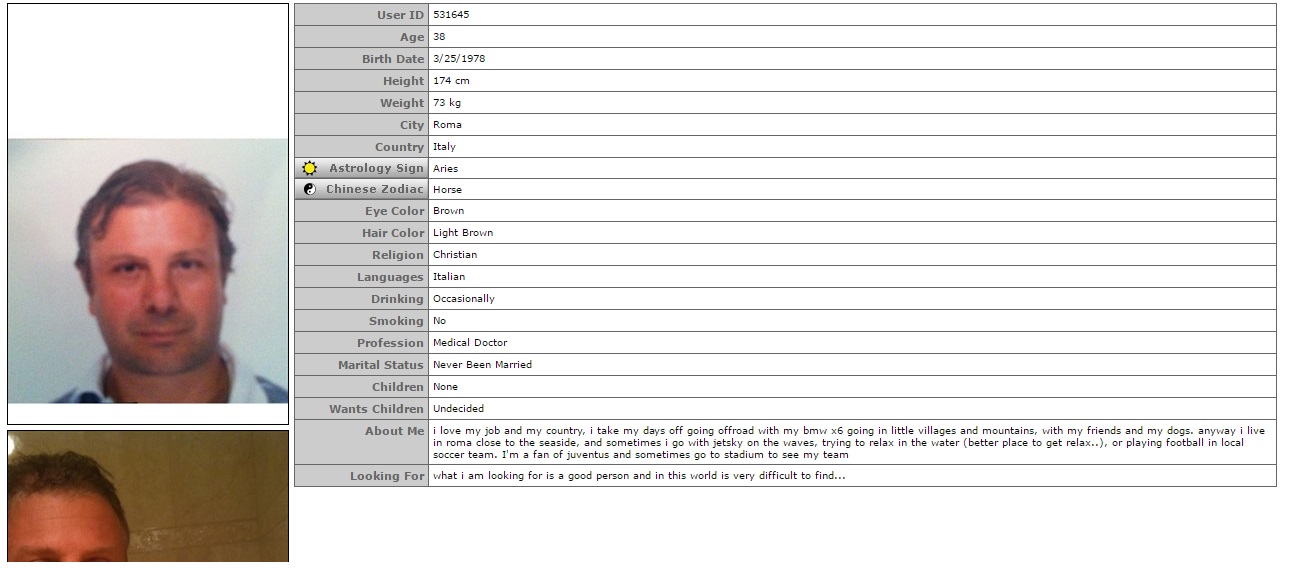 User ID 531645
Age 38
Birth Date 3/25/1978
Height 174 cm
Weight 73 kg
City Roma
Country Italy
Astrology Sign Aries
Chinese Zodiac Horse
Eye Color Brown
Hair Color Light Brown
Religion Christian
Languages Italian
Drinking Occasionally
Smoking No
Profession Medical Doctor
Marital Status Never Been Married
Children None
Wants Children Undecided
About Me i love my job and my country, i take my days off going offroad with my bmw x6 going in little villages and mountains, with my friends and my dogs. anyway i live
in roma close to the seaside, and sometimes i go with jetsky on the waves, trying to relax in the water (better place to get relax..), or playing football in local
soccer team. I'm a fan of juventus and sometimes go to stadium to see my team
Looking For what i am looking for is a good person and in this world is very difficult to find...